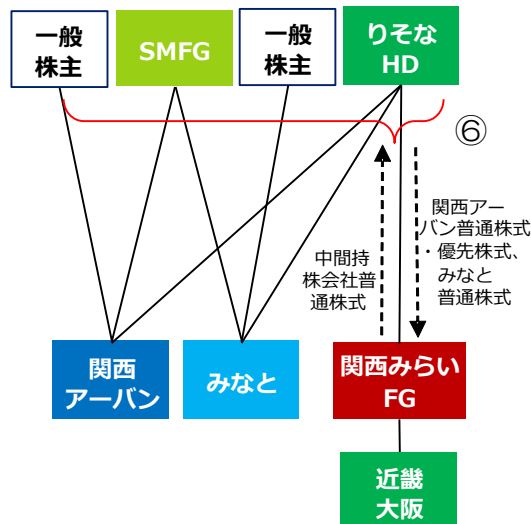 一般
株主
SMFG
一般
株主
りそな
HD
⑥
関西アー
バン普通株式
・優先株式、
みなと
普通株式
中間持
株会社普
通株式
関西
アーバン
みなと
関西みらい
FG
近畿
大阪